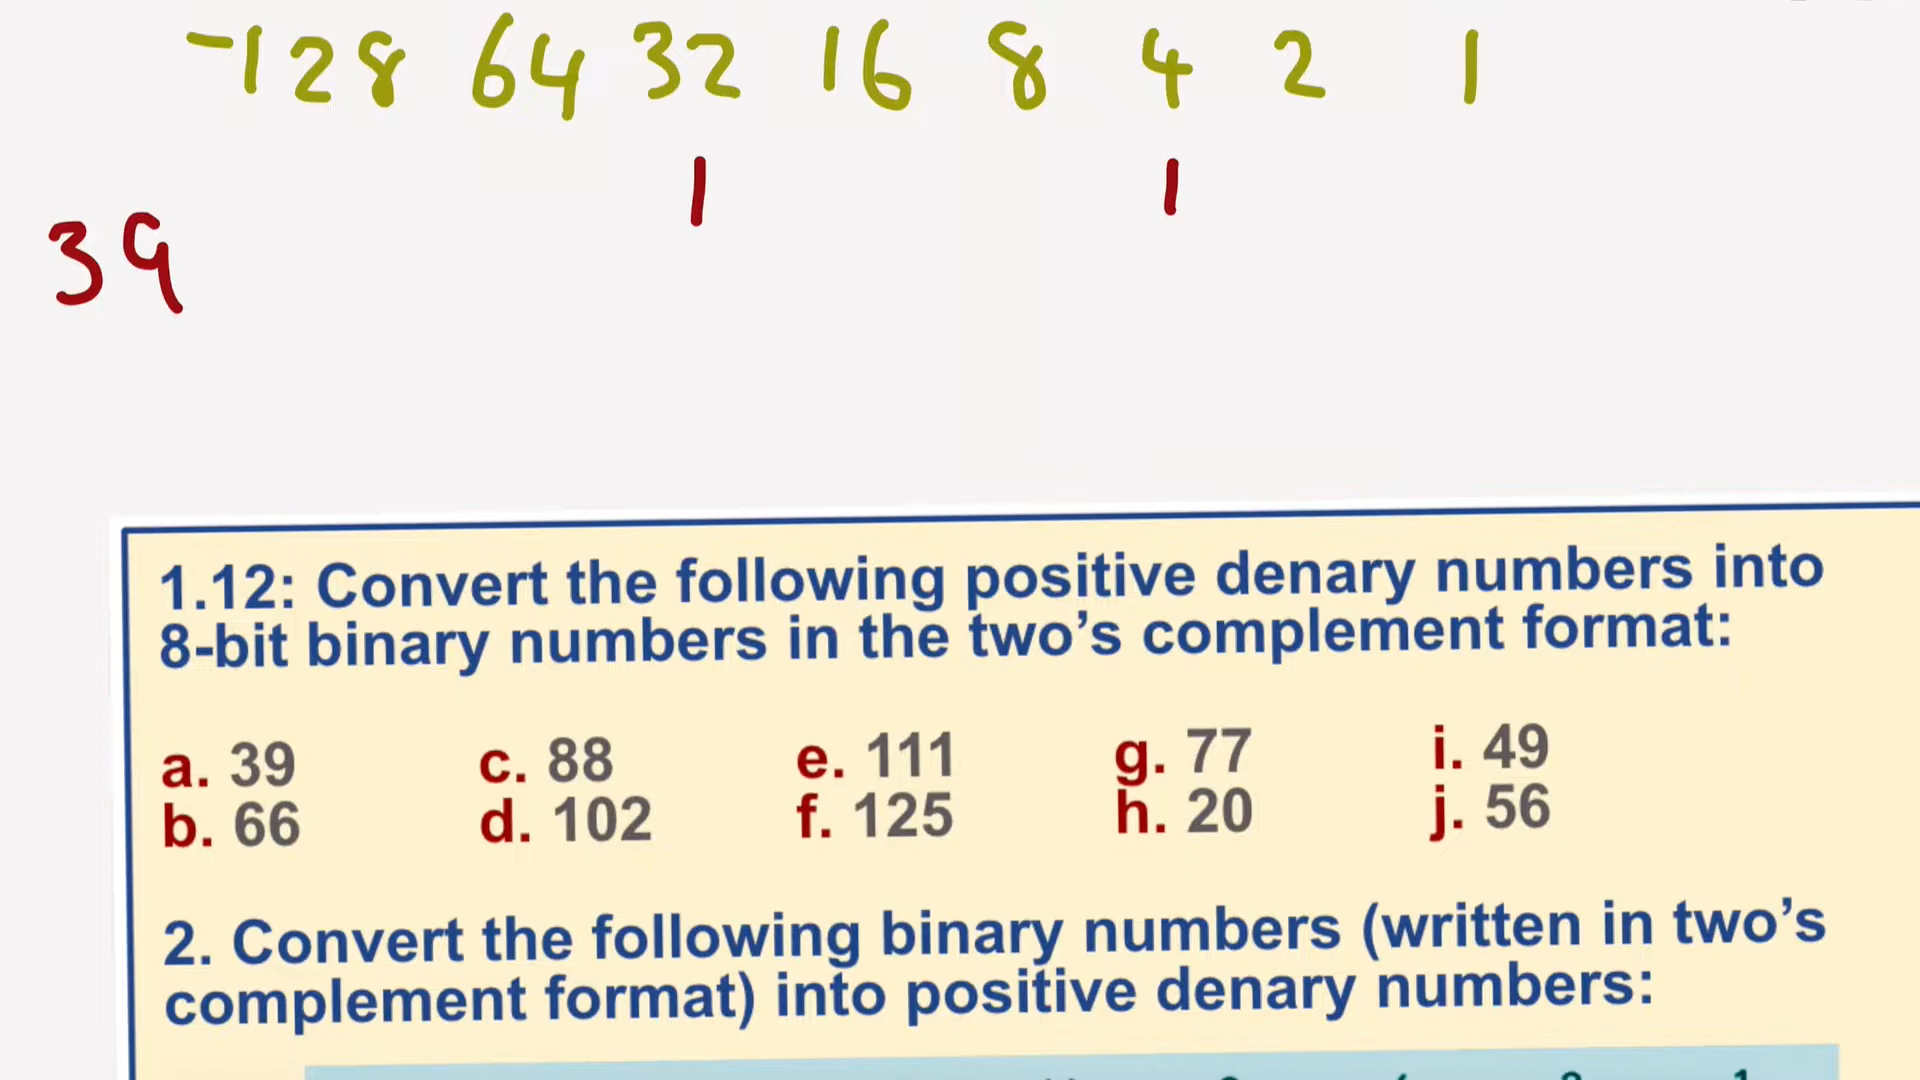 -128 64 32 16 8 4 2 1
1 1
39
1.12: Convert the following positive denary numbers into
8-bit binary numbers in the two's complement format:
a. 39 c. 88 e. 111 g. 77 i. 49
b. 66 d. 102 f. 125 h. 20 j. 56
2. Convert the following binary numbers (written in two's
complement format) into positive denary numbers: